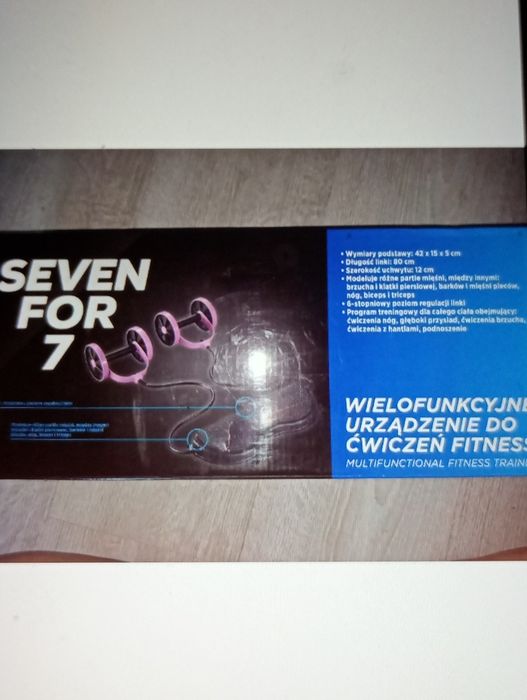 SEVEN
FOR
7
• Wymiary podstawy: 42 x 15 x 5 cm
• Długość linki: 80 cm
• Szerokość uchwytu: 12 cm
• Modeluje różne partie mięśni, między innymi:
brzucha i klatki piersiowej, barków i mięśni pleców,
nóg, biceps i triceps
• 6-stopniowy poziom regulacji linki
• Program treningowy dla całego ciała obejmujący:
ćwiczenia nóg, głęboki przysiad, ćwiczenia brzucha,
ćwiczenia z hantlami, podnoszenie
WIELOFUNKCYJNE
URZĄDZENIE DO
ĆWICZEŃ FITNESS
MULTIFUNCTIONAL FITNESS TRAIN